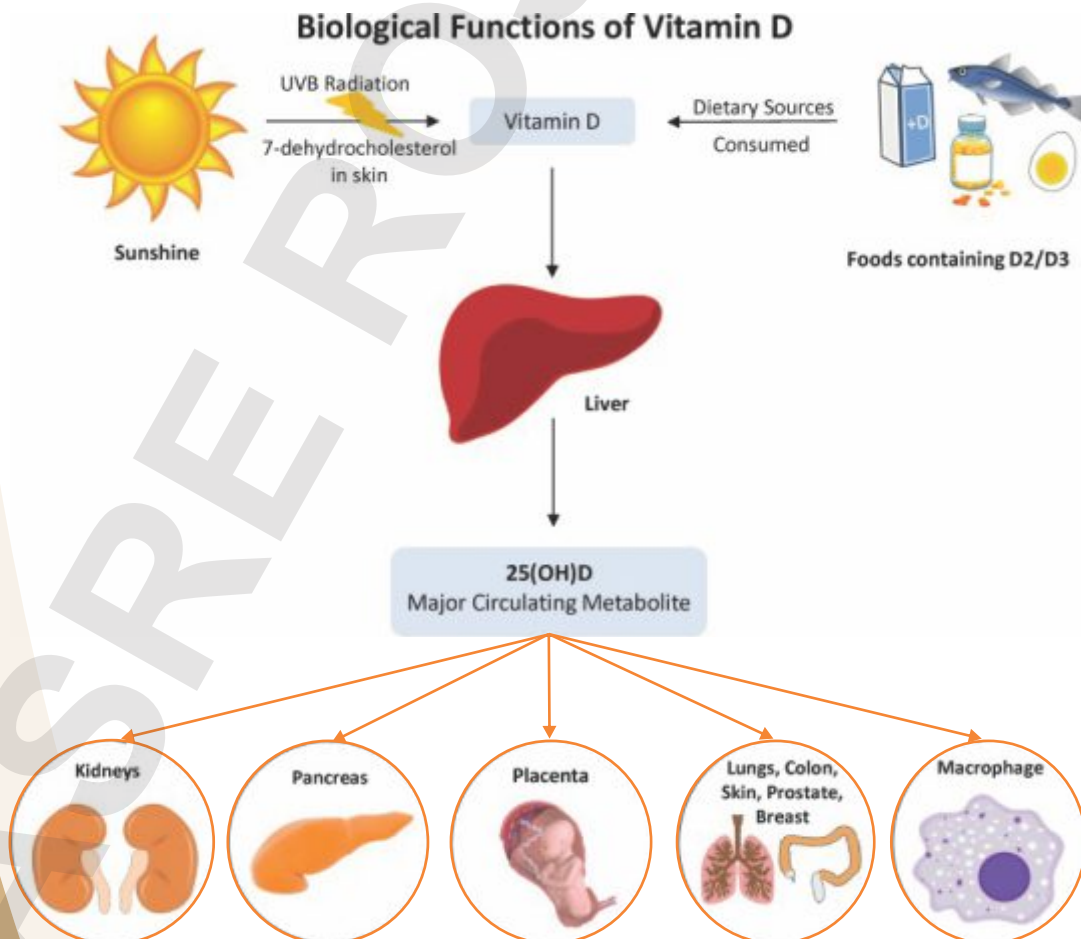 Biological Functions of Vitamin D
UVB Radiation
7-dehydrocholesterol
in skin
Sunshine
Vitamin D
Dietary Sources
Consumed
+D
Foods containing D2/D3
Liver
25(OH)D
Major Circulating Metabolite
Kidneys
Pancreas
Placenta
Lungs, Colon,
Skin, Prostate,
Breast
Macrophage